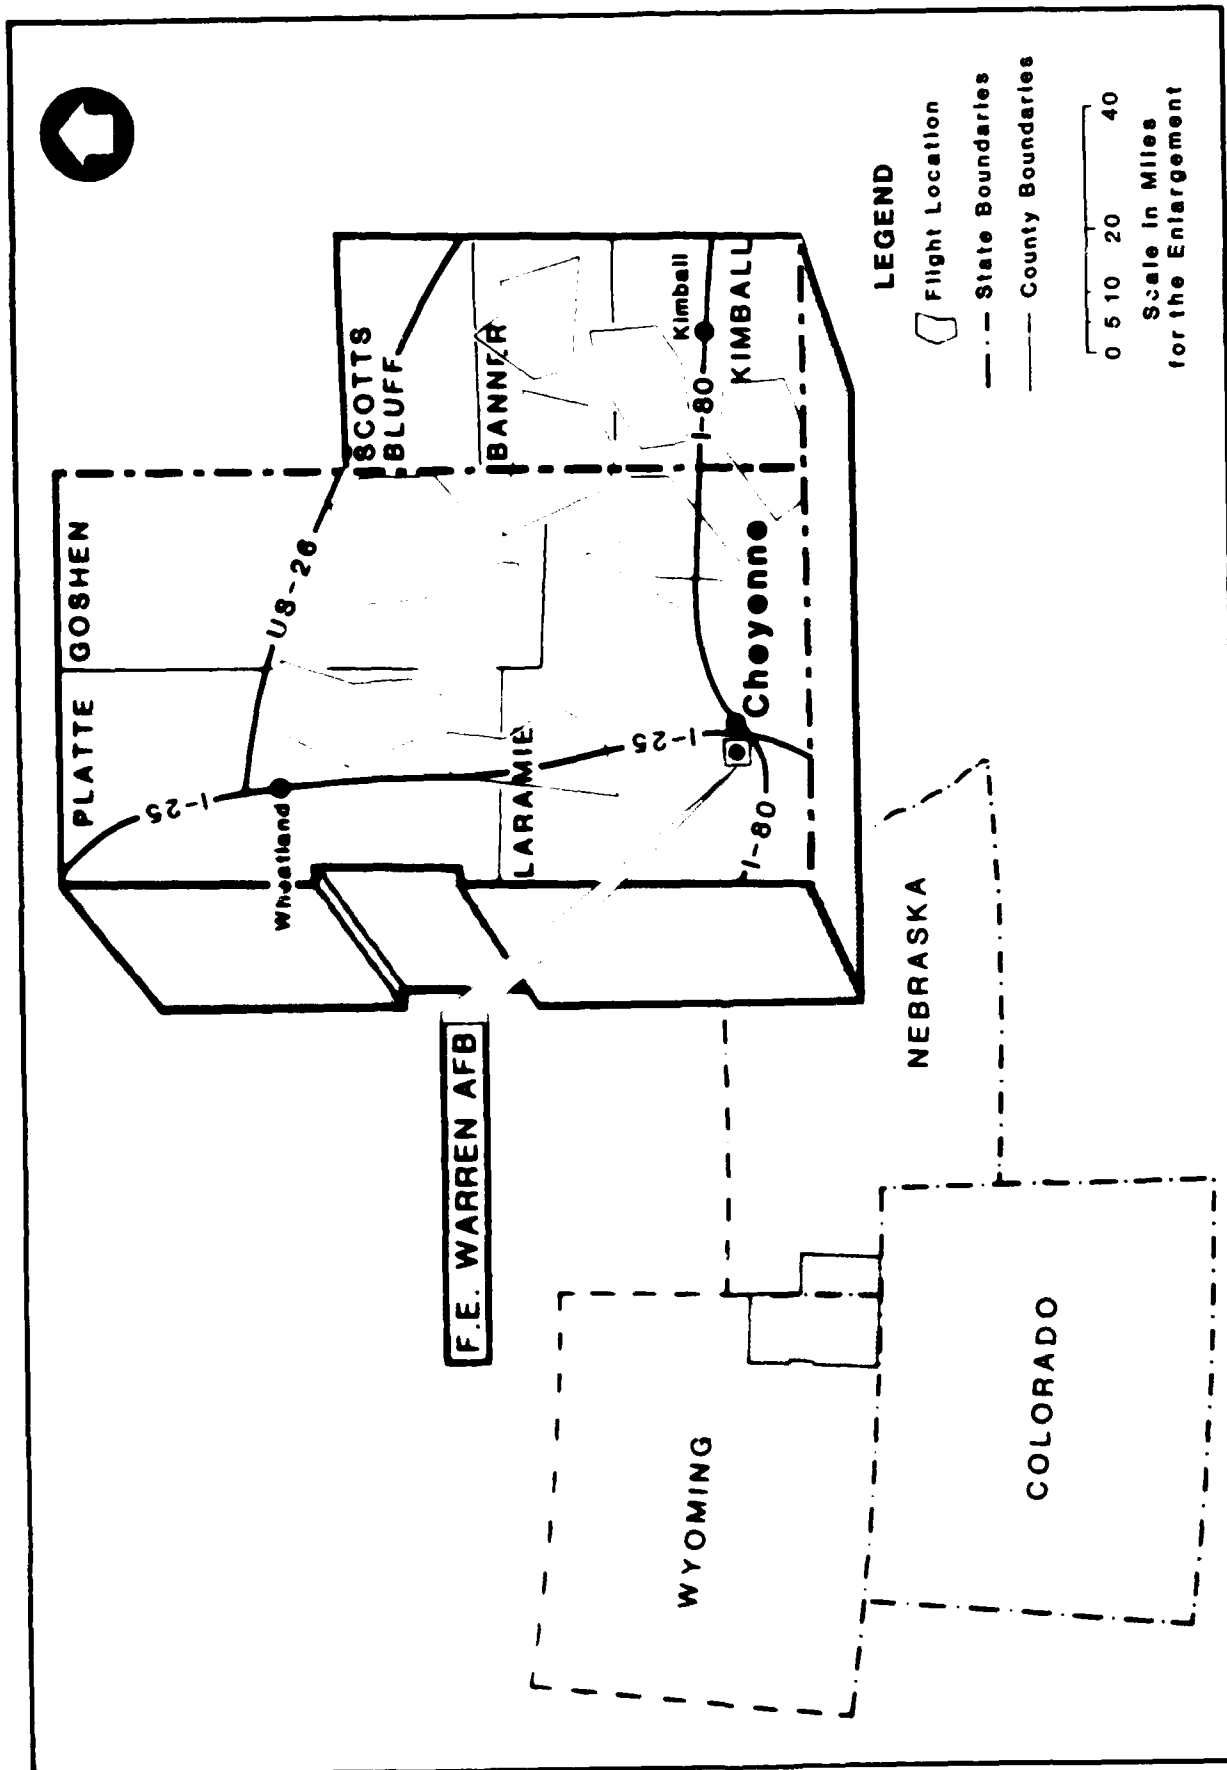 PLATTE
GOSHEN
I-25
US-26
Wheatland
SCOTTS
BLUFF
BANNER
LARAMIE
I-25
Kimball
I-80
KIMBALL
Cheyenne
I-80
F.E. WARREN AFB
WYOMING
NEBRASKA
COLORADO
LEGEND
Flight Location
State Boundaries
County Boundaries
0 5 10 20 40
Scale in Miles
for the Enlargement